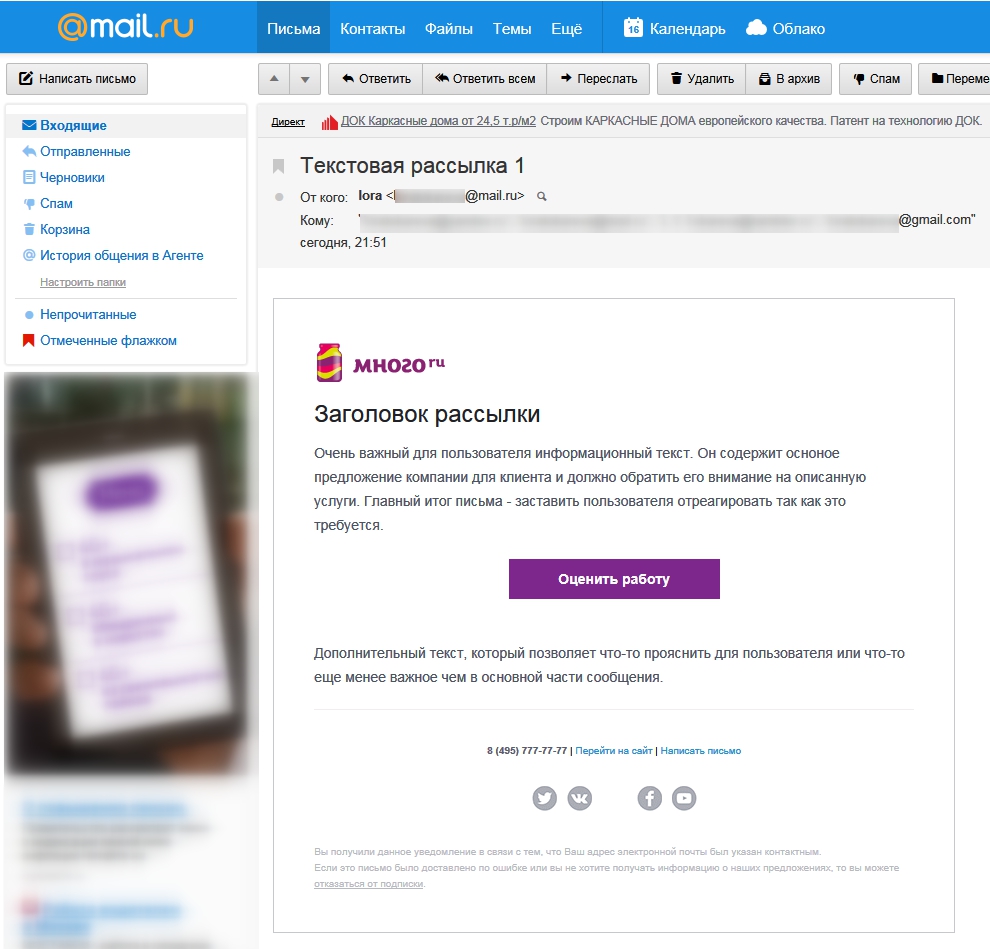 @mail.ru
Письма Контакты Файлы Темы Ещё 16 Календарь Облако
Написать письмо Ответить Ответить всем Переслать Удалить В архив Спам Переме
Входящие
Отправленные
Черновики
Спам
Корзина
История общения в Агенте
Настроить папки
Непрочитанные
Отмеченные флажком
Директ ДОК Каркасные дома от 24,5 т.р/м2 Строим КАРКАСНЫЕ ДОМА европейского качества. Патент на технологию ДОК.
Текстовая рассылка 1
От кого: lora < @mail.ru>
Кому: ' @gmail.com"
сегодня, 21:51
много ru
Заголовок рассылки
Очень важный для пользователя информационный текст. Он содержит осноное
предложение компании для клиента и должно обратить его внимание на описанную
услуги. Главный итог письма - заставить пользователя отреагировать так как это
требуется.
Оценить работу
Дополнительный текст, который позволяет что-то прояснить для пользователя или что-то
еще менее важное чем в основной части сообщения.
8 (495) 777-77-77 | Перейти на сайт | Написать письмо
Вы получили данное уведомление в связи с тем, что Ваш адрес электронной почты был указан контактным.
Если это письмо было доставлено по ошибке или вы не хотите получать информацию о наших предложениях, то вы можете
отказаться от подписки.